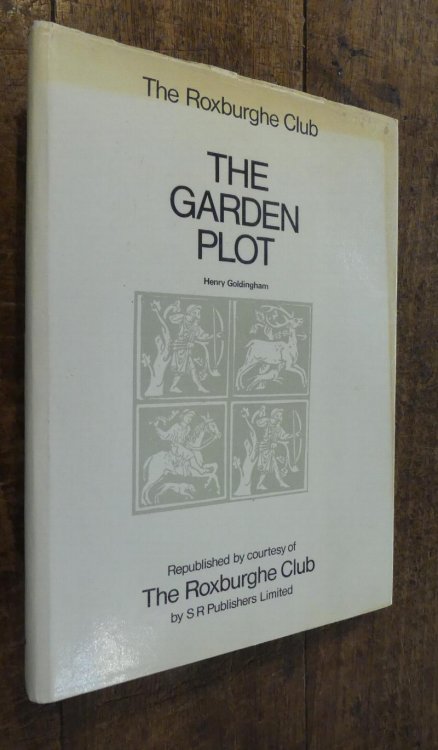 The Roxburghe Club
THE
GARDEN
PLOT
Henry Goldingham
Republished by courtesy of
The Roxburghe Club
by S R Publishers Limited